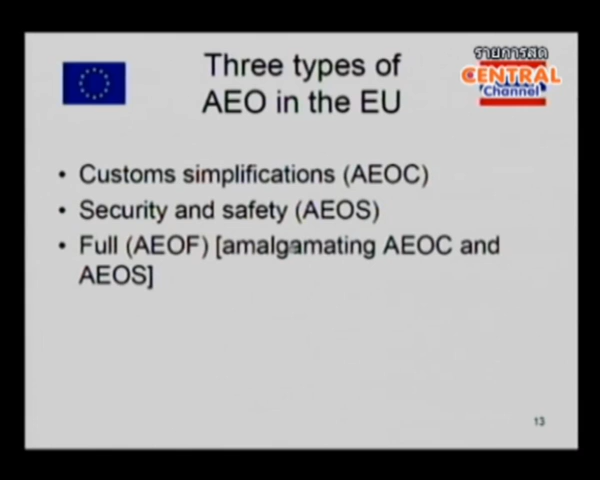 Three types of
AEO in the EU
รายการสด
CENTRAL
Channel
• Customs simplifications (AEOC)
• Security and safety (AEOS)
• Full (AEOF) [amalgamating AEOC and
AEOS]
13